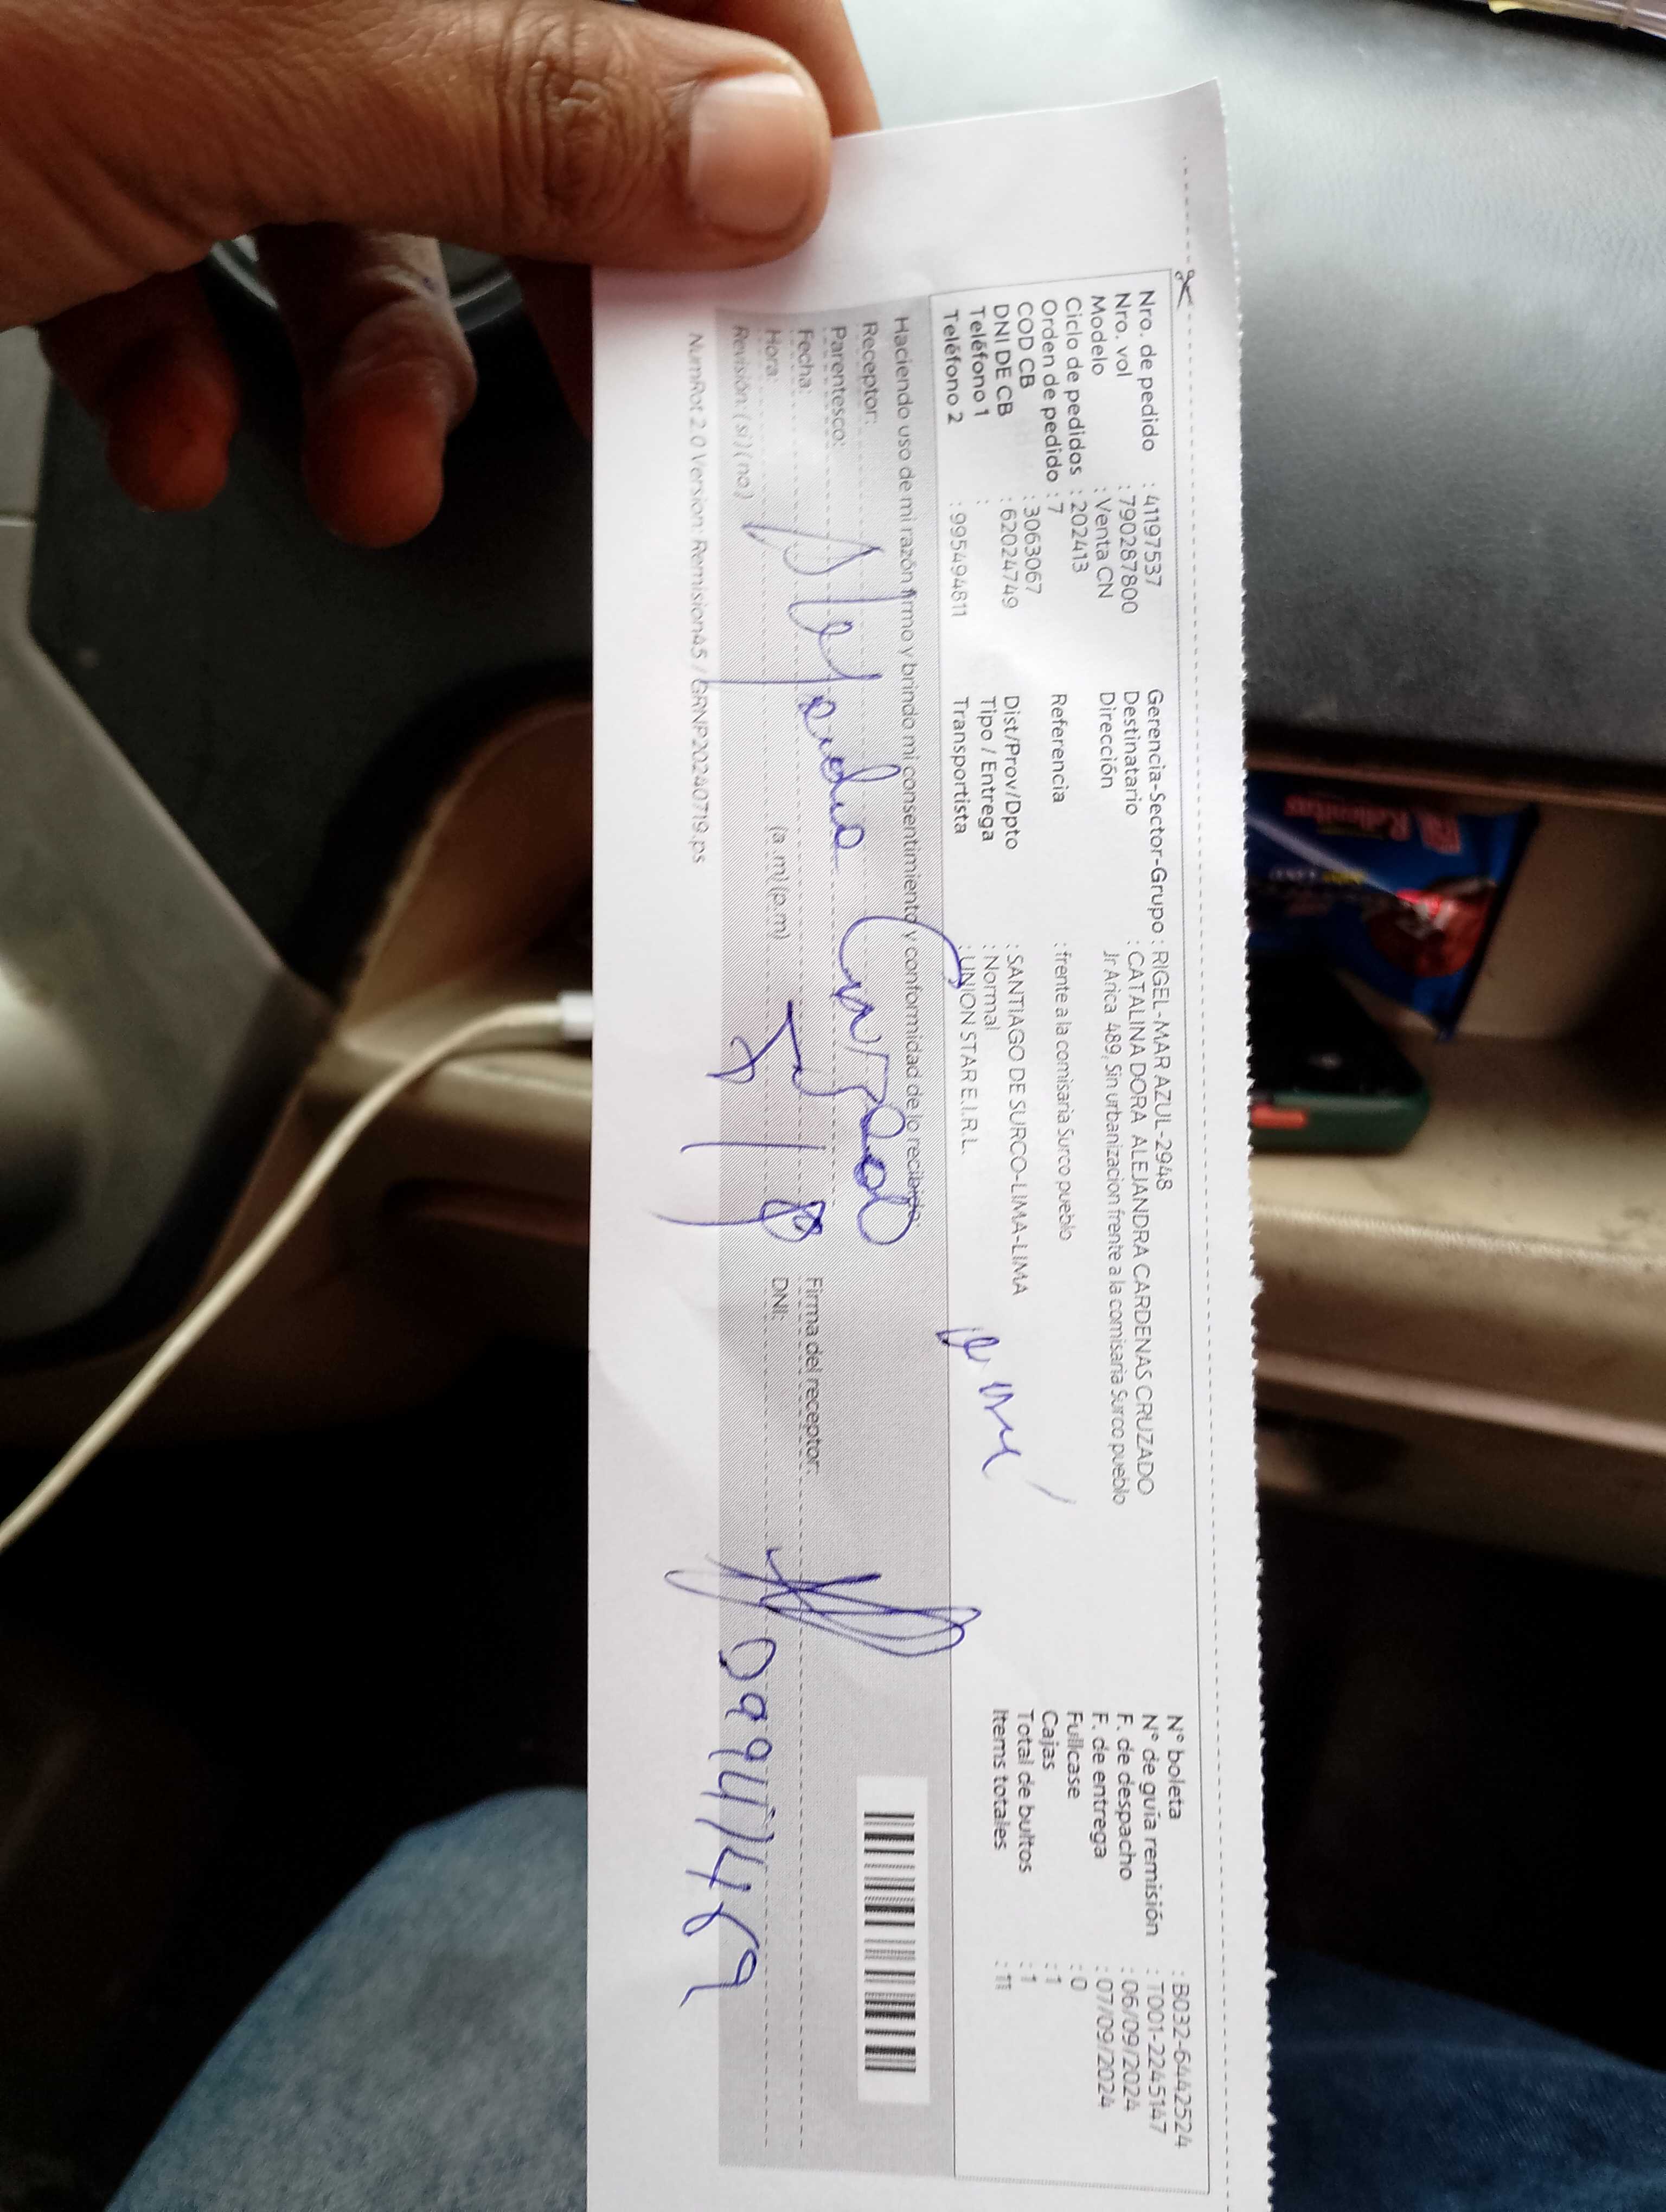 Nro. de pedido : 41197537
Nro. vol : 790287800
Modelo : Venta CN
Ciclo de pedidos : 202413
Orden de pedido : 7
COD CB : 3063067
DNI DE CB : 62024749
Teléfono 1 :
Teléfono 2 : 995494811
Gerencia-Sector-Grupo : RIGEL-MAR AZUL-2948
Destinatario : CATALINA DORA ALEJANDRA CARDENAS CRUZADO
Dirección Jr Arica 489, Sin urbanizacion frente a la comisaria Surco pueblo
Referencia : frente a la comisaria Surco pueblo
Dist/Prov/Dpto : SANTIAGO DE SURCO-LIMA-LIMA
Tipo / Entrega : Normal
Transportista : UNION STAR E.I.R.L.
N° boleta : B032-6442524
N° de guía remisión : T001-2245147
F. de despacho : 06/09/2024
F. de entrega : 07/09/2024
Fullcase : 0
Cajas : 1
Total de bultos : 1
Items totales : 11
Haciendo uso de mi razón firmo y brindo mi consentimiento y conformidad de lo recibido:
Receptor:
Parentesco:
Fecha:
Hora: (a.m) (p.m)
Revisión: ( si ) ( no )
Firma del receptor:
DNI:
NumRot 2.0 Version: RemisionA5 / GRNP20240719.ps
Rellenitas